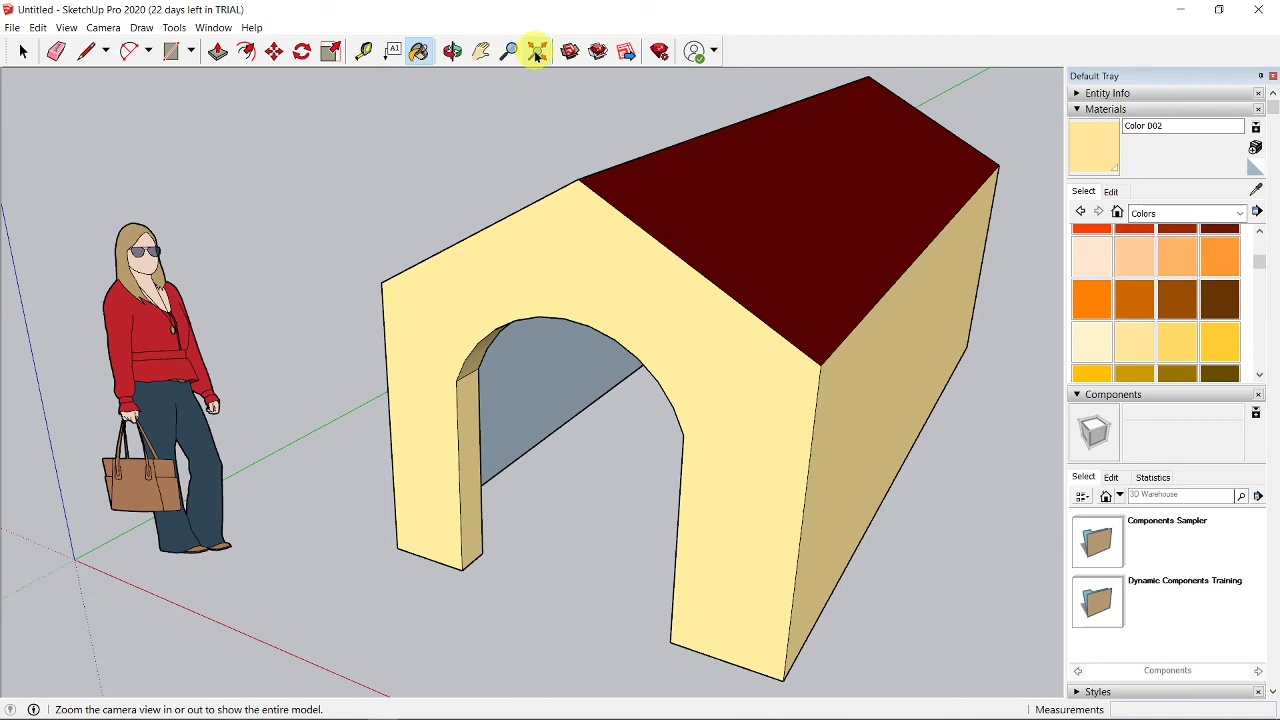 Untitled - SketchUp Pro 2020 (22 days left in TRIAL)
File Edit View Camera Draw Tools Window Help
A1
Default Tray
Entity Info
Materials
Color D02
Select Edit
Colors
Components
Select Edit Statistics
3D Warehouse
Components Sampler
Dynamic Components Training
Components
Styles
Zoom the camera view in or out to show the entire model.
Measurements